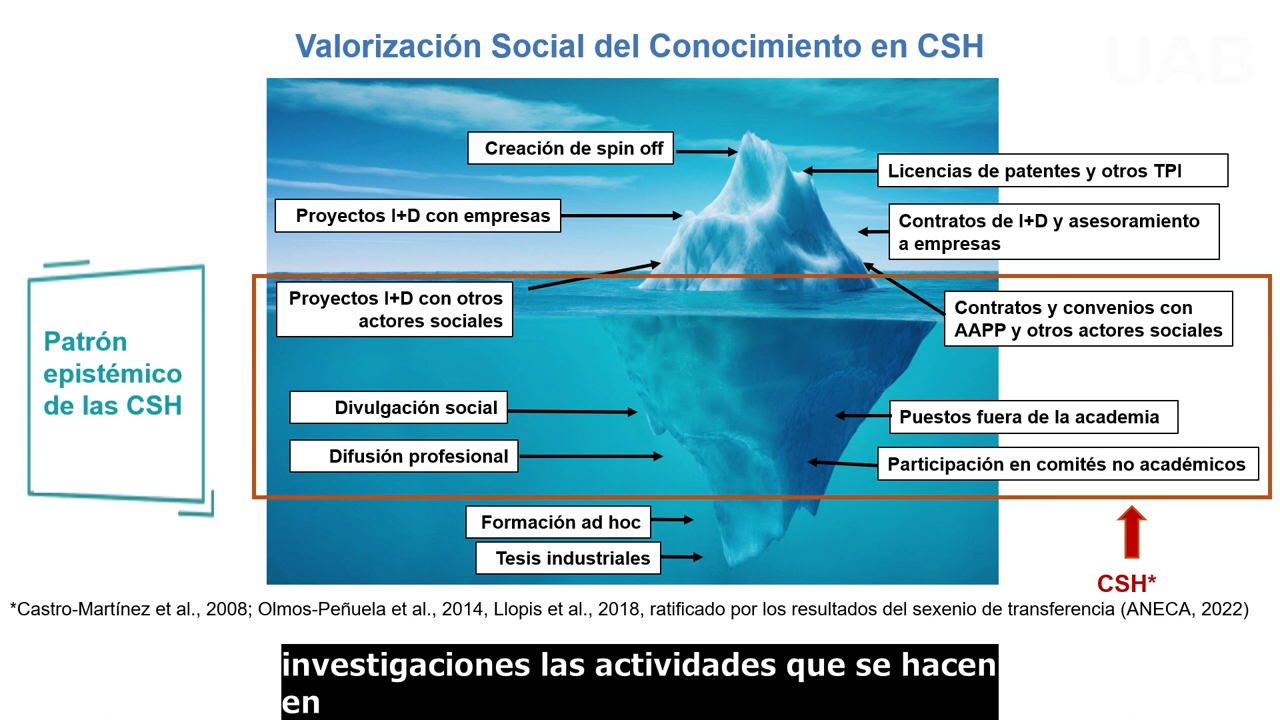 Valorización Social del Conocimiento en CSH
UAB
Creación de spin off
Licencias de patentes y otros TPI
Proyectos I+D con empresas
Contratos de I+D y asesoramiento
a empresas
Proyectos I+D con otros
actores sociales
Contratos y convenios con
AAPP y otros actores sociales
Patrón
epistémico
de las CSH
Divulgación social
Puestos fuera de la academia
Difusión profesional
Participación en comités no académicos
Formación ad hoc
Tesis industriales
CSH*
*Castro-Martínez et al., 2008; Olmos-Peñuela et al., 2014, Llopis et al., 2018, ratificado por los resultados del sexenio de transferencia (ANECA, 2022)
investigaciones las actividades que se hacen
en